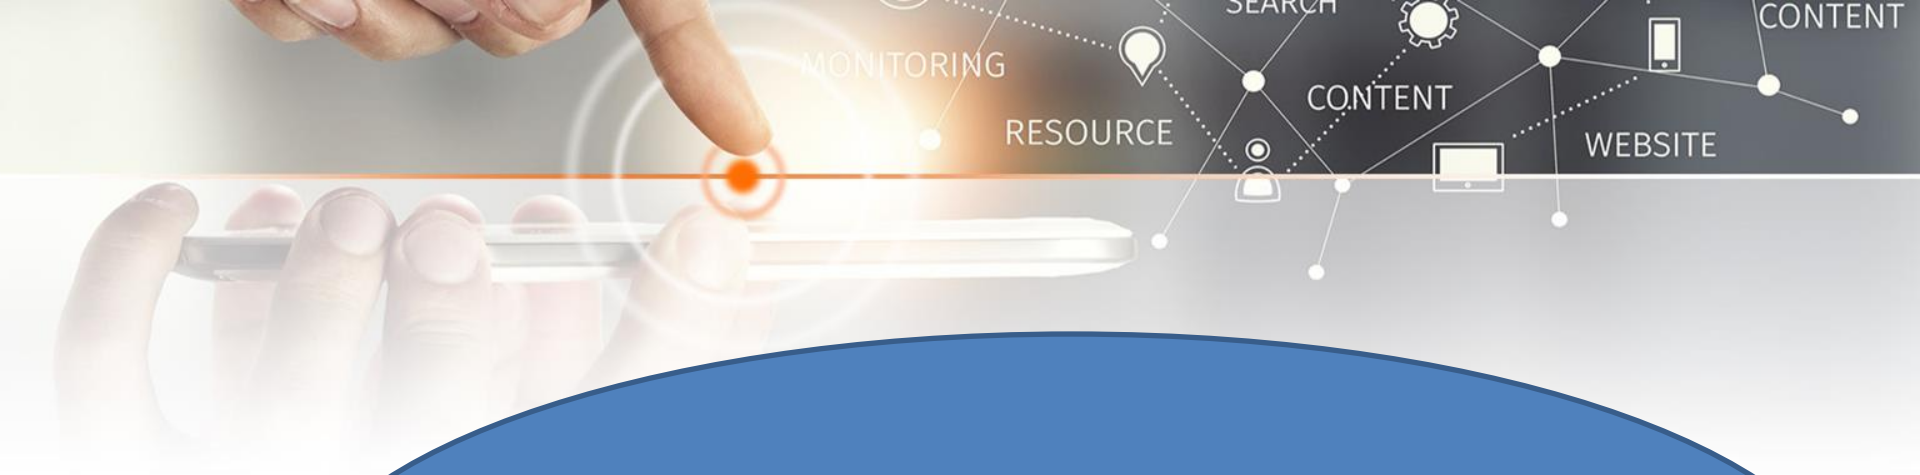 SEARCH
CONTENT
MONITORING
CONTENT
RESOURCE
WEBSITE